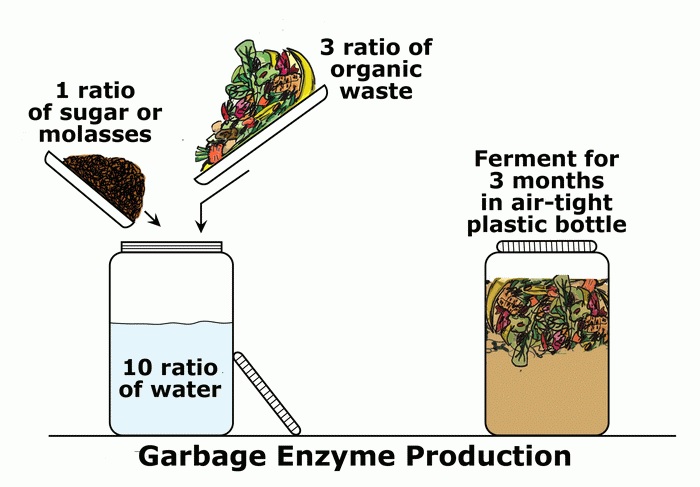 1 ratio
of sugar or
molasses
3 ratio of
organic
waste
Ferment for
3 months
in air-tight
plastic bottle
10 ratio
of water
Garbage Enzyme Production